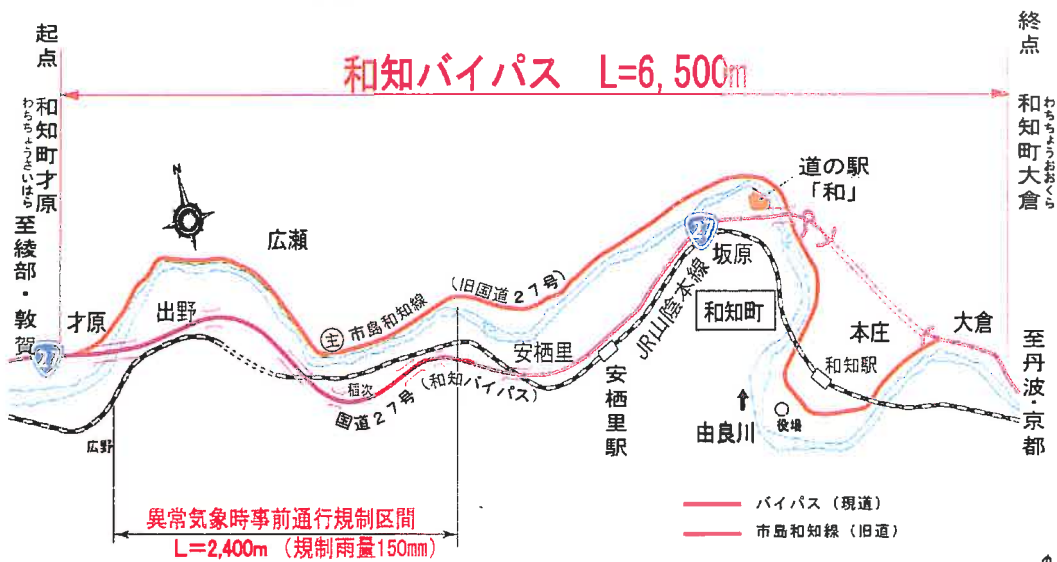 和知バイパス L=6,500m
起点
和知町才原
わちちょうさいはら
至綾部・敦賀
終点
和知町大倉
わちちょうおおくら
至丹波・京都
N
道の駅
「和」
広瀬
27
坂原
(旧国道27号)
主
市島和知線
出野
才原
27
和知町
JR山陰本線
本庄
大倉
安栖里
安栖里駅
和知駅
稲次
国道27号(和知バイパス)
由良川
役場
広野
異常気象時事前通行規制区間
L=2,400m (規制雨量150mm)
バイパス(現道)
市島和知線(旧道)